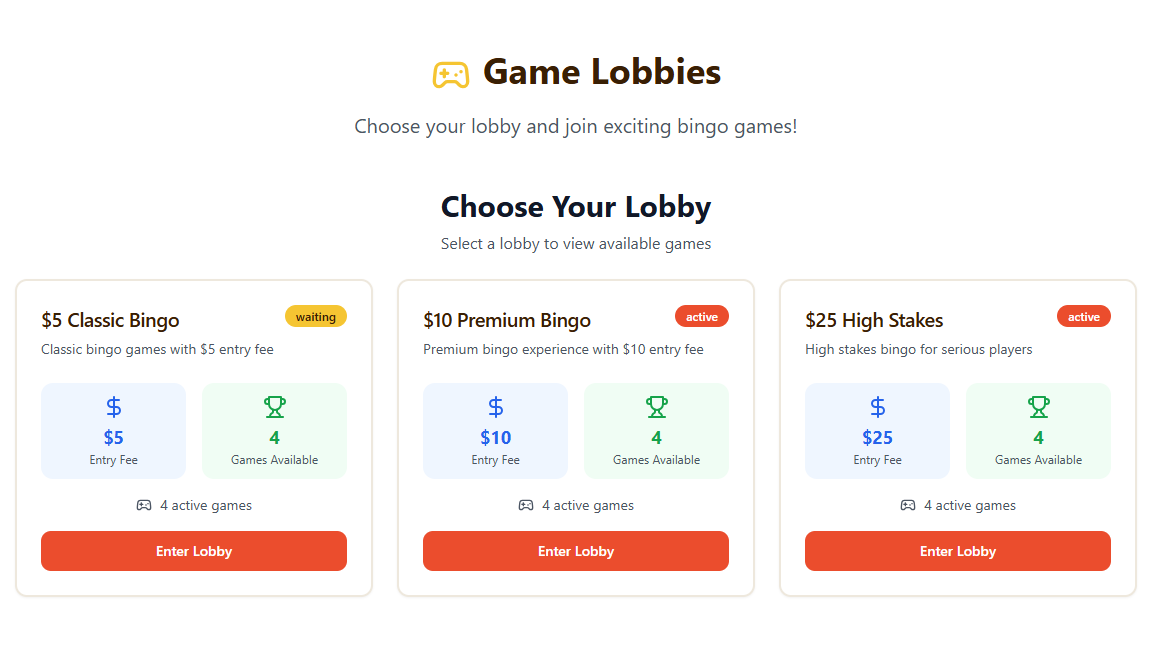 Game Lobbies
Choose your lobby and join exciting bingo games!
Choose Your Lobby
Select a lobby to view available games
$5 Classic Bingo
waiting
Classic bingo games with $5 entry fee
$5
Entry Fee
4
Games Available
4 active games
Enter Lobby
$10 Premium Bingo
active
Premium bingo experience with $10 entry fee
$10
Entry Fee
4
Games Available
4 active games
Enter Lobby
$25 High Stakes
active
High stakes bingo for serious players
$25
Entry Fee
4
Games Available
4 active games
Enter Lobby